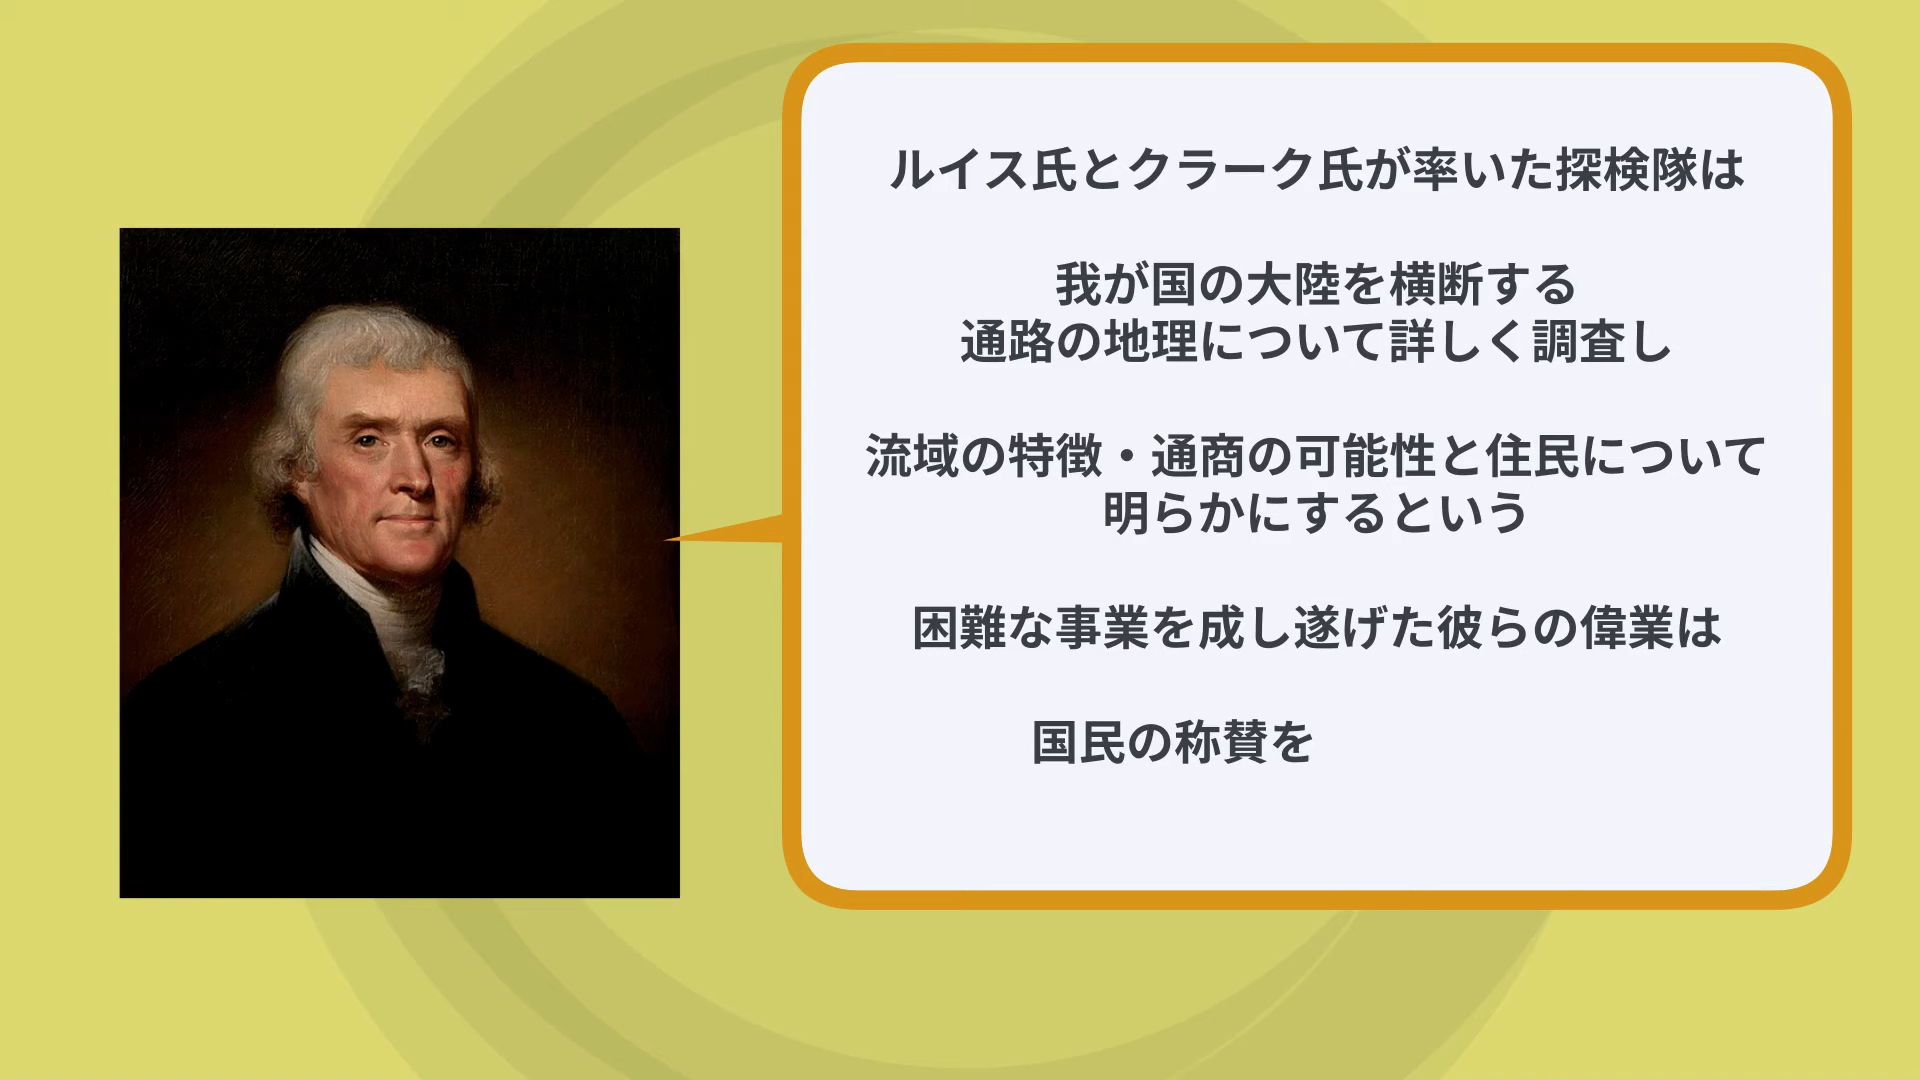 ルイス氏とクラーク氏が率いた探検隊は
我が国の大陸を横断する
通路の地理について詳しく調査し
流域の特徴・通商の可能性と住民について
明らかにするという
困難な事業を成し遂げた彼らの偉業は
国民の称賛を